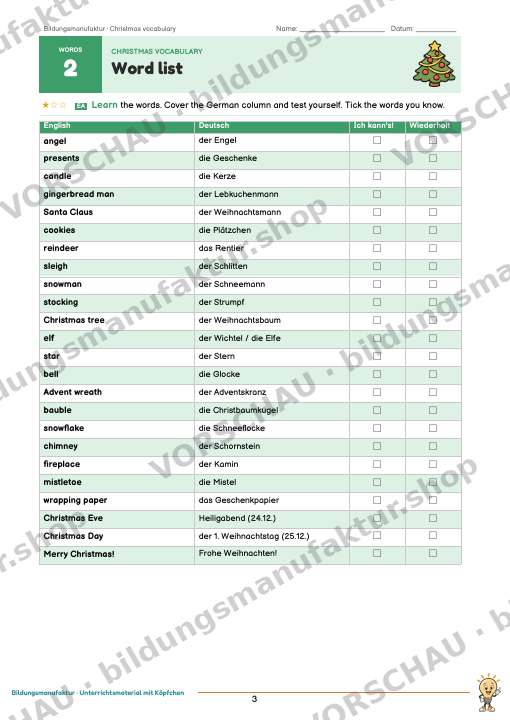 Bildungsmanufaktur · Christmas vocabulary Name: Datum:
WORDS
2
CHRISTMAS VOCABULARY
Word list
EA Learn the words. Cover the German column and test yourself. Tick the words you know.
English Deutsch Ich kann's! Wiederholt
angel der Engel
presents die Geschenke
candle die Kerze
gingerbread man der Lebkuchenmann
Santa Claus der Weihnachtsmann
cookies die Plätzchen
reindeer das Rentier
sleigh der Schlitten
snowman der Schneemann
stocking der Strumpf
Christmas tree der Weihnachtsbaum
elf der Wichtel / die Elfe
star der Stern
bell die Glocke
Advent wreath der Adventskranz
bauble die Christbaumkugel
snowflake die Schneeflocke
chimney der Schornstein
fireplace der Kamin
mistletoe die Mistel
wrapping paper das Geschenkpapier
Christmas Eve Heiligabend (24.12.)
Christmas Day der 1. Weihnachtstag (25.12.)
Merry Christmas! Frohe Weihnachten!
Bildungsmanufaktur · Unterrichtsmaterial mit Köpfchen
3
VORSCHAU · bildungsmanufaktur.shop